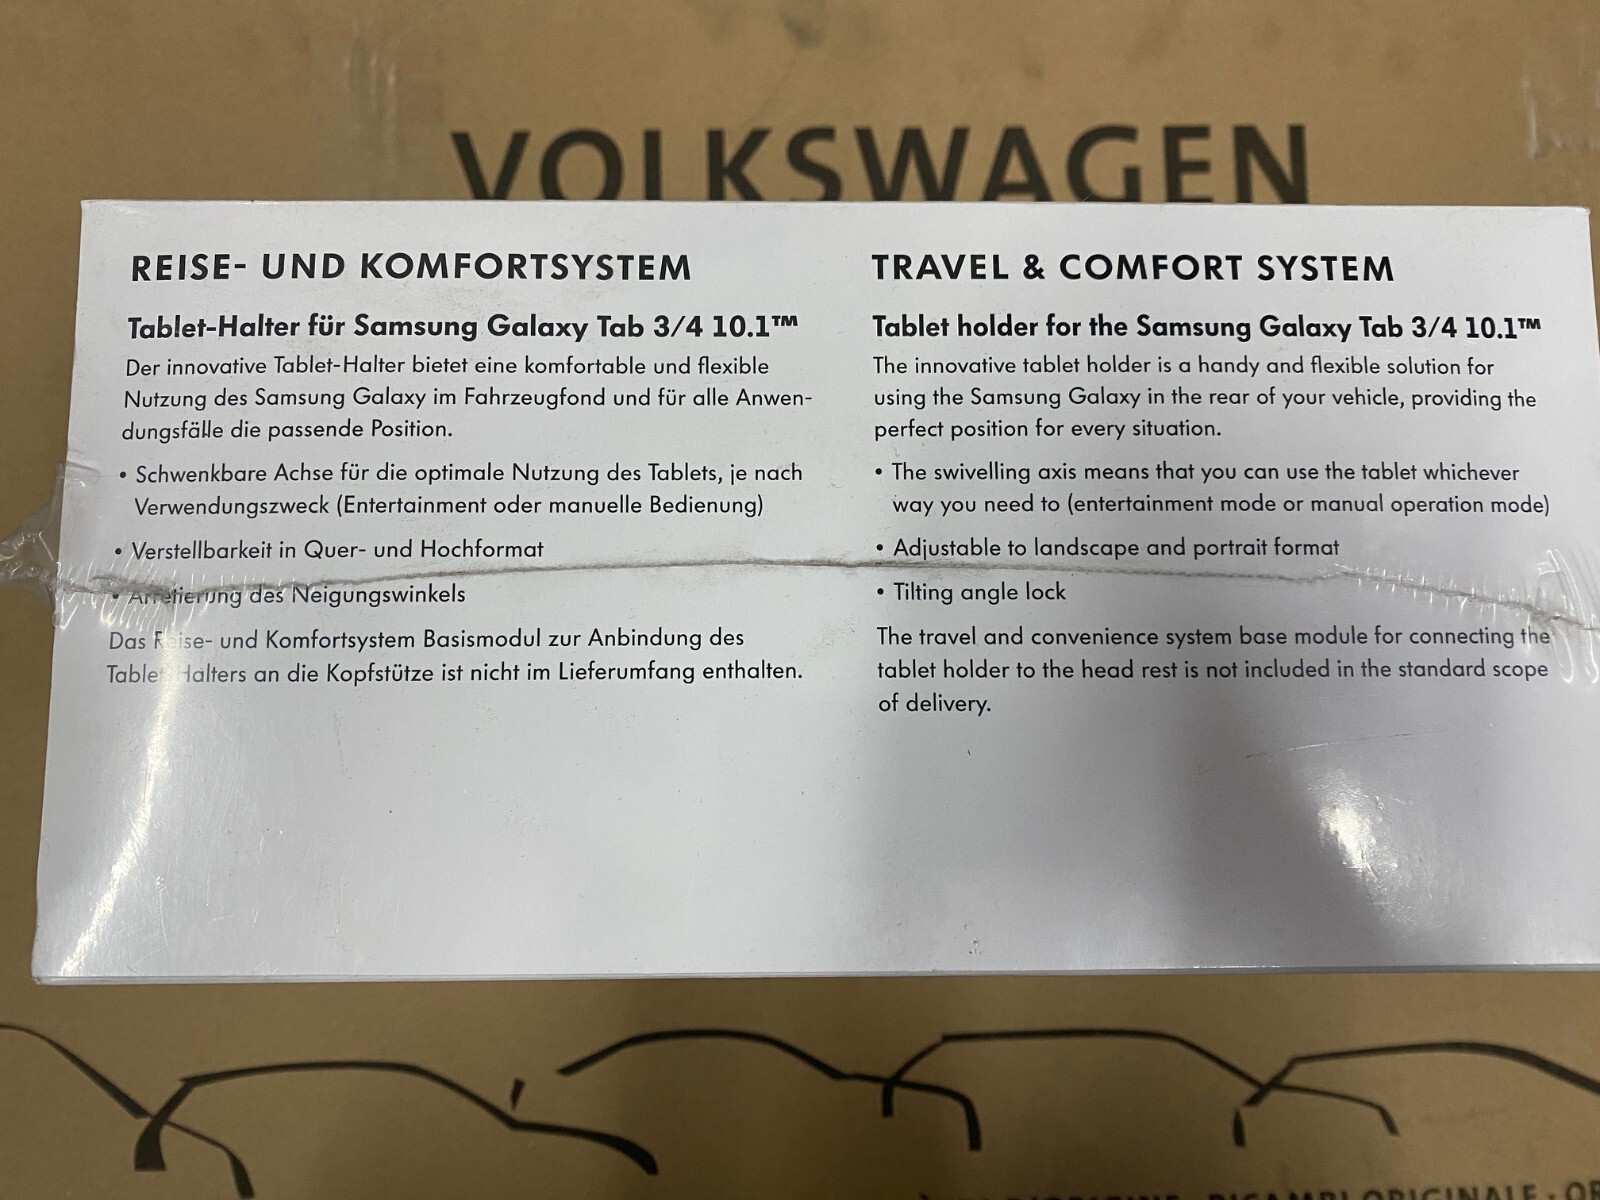 VOLKSWAGEN
REISE- UND KOMFORTSYSTEM
Tablet-Halter für Samsung Galaxy Tab 3/4 10.1™
Der innovative Tablet-Halter bietet eine komfortable und flexible
Nutzung des Samsung Galaxy im Fahrzeugfond und für alle Anwen-
dungsfälle die passende Position.
• Schwenkbare Achse für die optimale Nutzung des Tablets, je nach
Verwendungszweck (Entertainment oder manuelle Bedienung)
• Verstellbarkeit in Quer- und Hochformat
• Arretierung des Neigungswinkels
Das Reise- und Komfortsystem Basismodul zur Anbindung des
Tablet-Halters an die Kopfstütze ist nicht im Lieferumfang enthalten.
TRAVEL & COMFORT SYSTEM
Tablet holder for the Samsung Galaxy Tab 3/4 10.1™
The innovative tablet holder is a handy and flexible solution for
using the Samsung Galaxy in the rear of your vehicle, providing the
perfect position for every situation.
• The swivelling axis means that you can use the tablet whichever
way you need to (entertainment mode or manual operation mode)
• Adjustable to landscape and portrait format
• Tilting angle lock
The travel and convenience system base module for connecting the
tablet holder to the head rest is not included in the standard scope
of delivery.
RICAMBI ORIGINALI